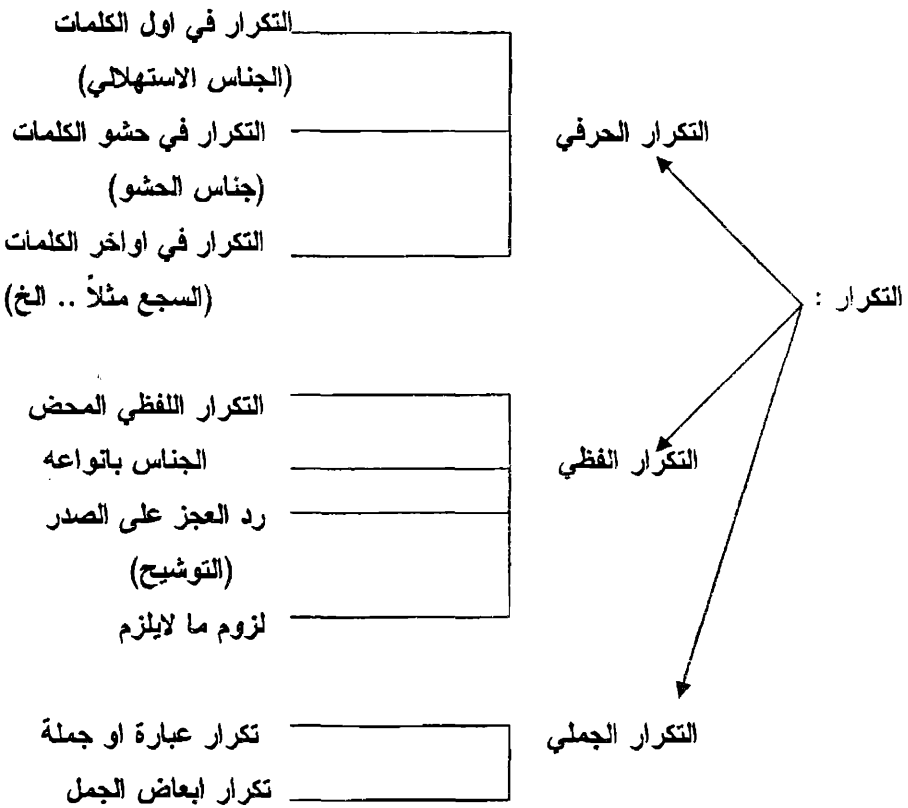 التكرار :
التكرار الحرفي
التكرار في اول الكلمات
(الجناس الاستهلالي)
التكرار في حشو الكلمات
(جناس الحشو)
التكرار في اواخر الكلمات
(السجع مثلاً .. الخ)
التكرار الفظي
التكرار اللفظي المحض
الجناس بانواعه
رد العجز على الصدر
(التوشيح)
لزوم ما لايلزم
التكرار الجملي
تكرار عبارة او جملة
تكرار ابعاض الجمل